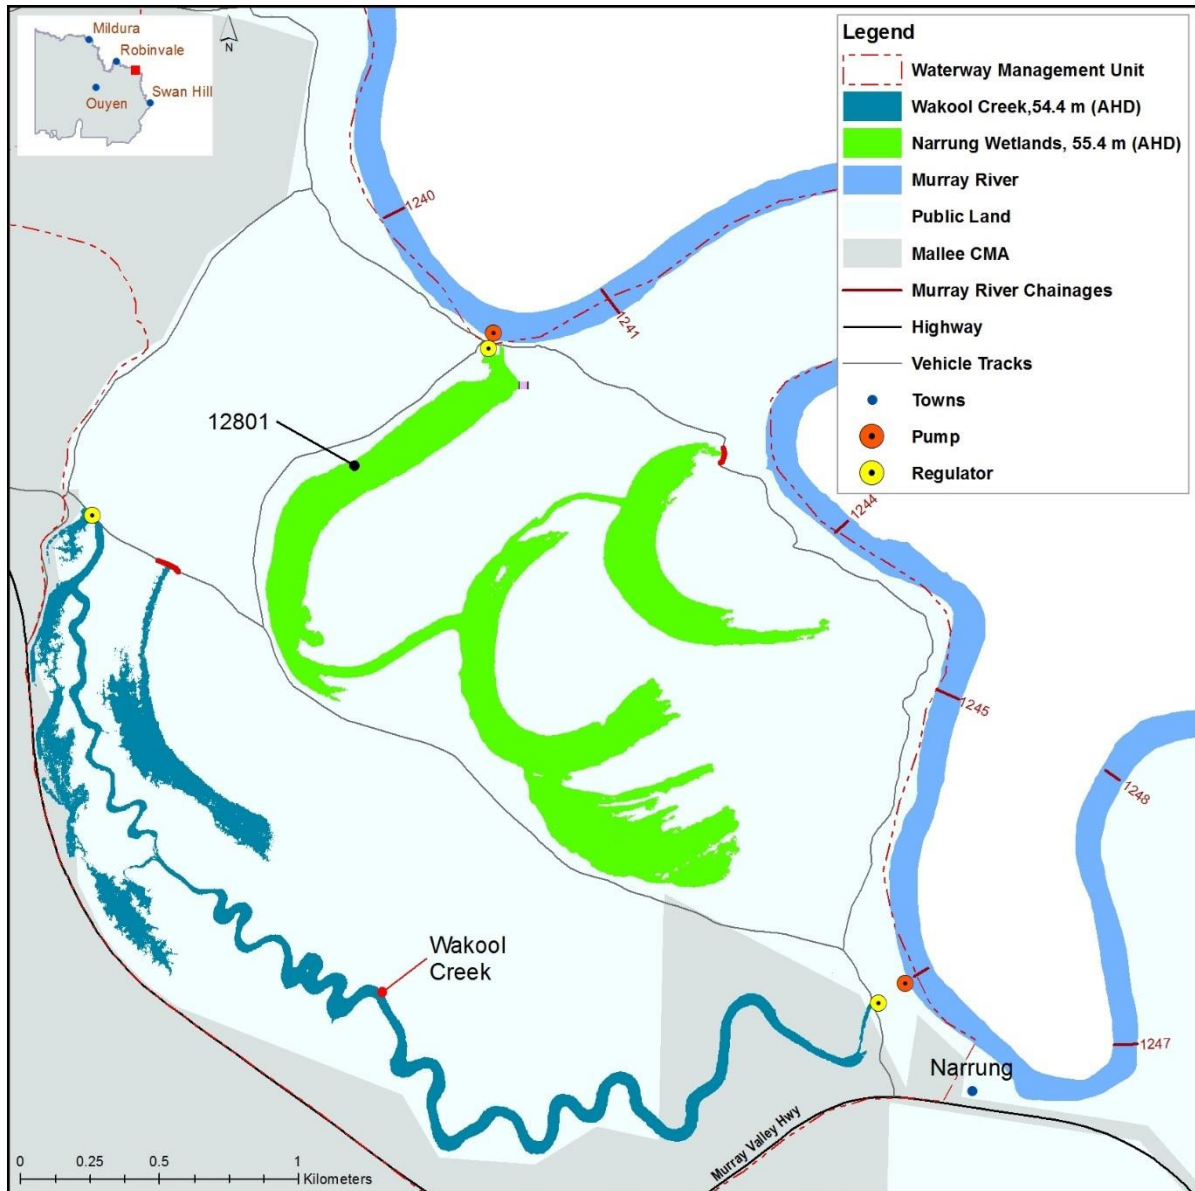 Mildura
Robinvale
Ouyen
Swan Hill
N
Legend
Waterway Management Unit
Wakool Creek,54.4 m (AHD)
Narrung Wetlands, 55.4 m (AHD)
Murray River
Public Land
Mallee CMA
Murray River Chainages
Highway
Vehicle Tracks
Towns
Pump
Regulator
1240
1241
12801
1244
1245
1248
Wakool
Creek
1247
Narrung
Murray Valley Hwy
0 0.25 0.5 1
Kilometers